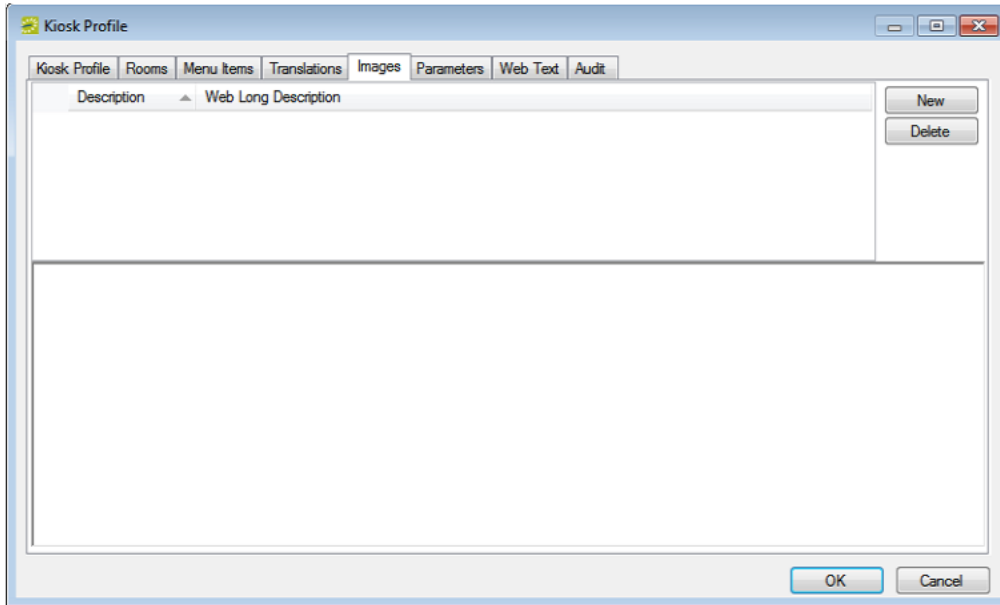 Kiosk Profile
Kiosk Profile Rooms Menu Items Translations Images Parameters Web Text Audit
Description Web Long Description
New
Delete
OK Cancel